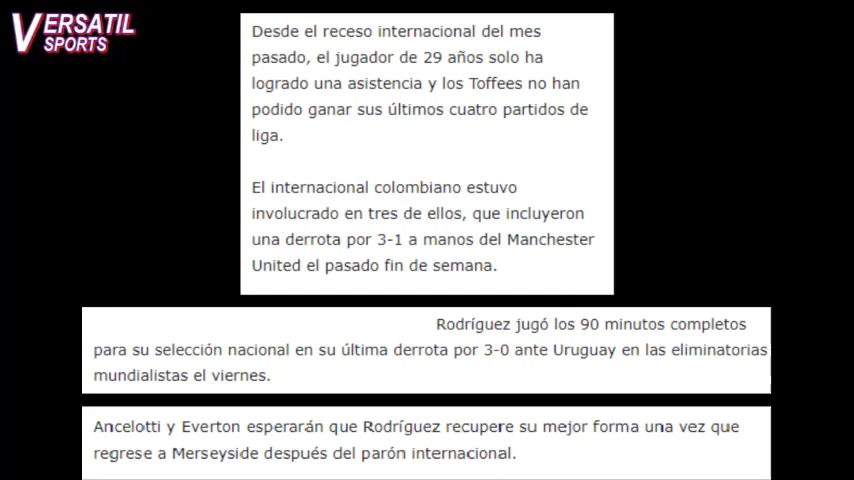 VERSATIL
SPORTS
Desde el receso internacional del mes
pasado, el jugador de 29 años solo ha
logrado una asistencia y los Toffees no han
podido ganar sus últimos cuatro partidos de
liga.
El internacional colombiano estuvo
involucrado en tres de ellos, que incluyeron
una derrota por 3-1 a manos del Manchester
United el pasado fin de semana.
Rodríguez jugó los 90 minutos completos
para su selección nacional en su última derrota por 3-0 ante Uruguay en las eliminatorias
mundialistas el viernes.
Ancelotti y Everton esperarán que Rodríguez recupere su mejor forma una vez que
regrese a Merseyside después del parón internacional.